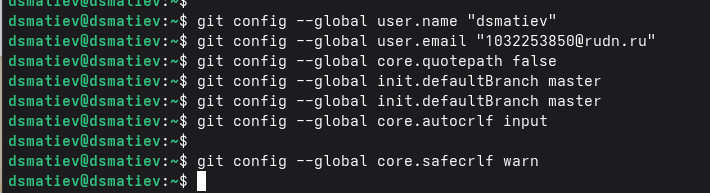 dsmatiev@dsmatiev:~$ git config --global user.name "dsmatiev"
dsmatiev@dsmatiev:~$ git config --global user.email "1032253850@rudn.ru"
dsmatiev@dsmatiev:~$ git config --global core.quotepath false
dsmatiev@dsmatiev:~$ git config --global init.defaultBranch master
dsmatiev@dsmatiev:~$ git config --global init.defaultBranch master
dsmatiev@dsmatiev:~$ git config --global core.autocrlf input
dsmatiev@dsmatiev:~$
dsmatiev@dsmatiev:~$ git config --global core.safecrlf warn
dsmatiev@dsmatiev:~$